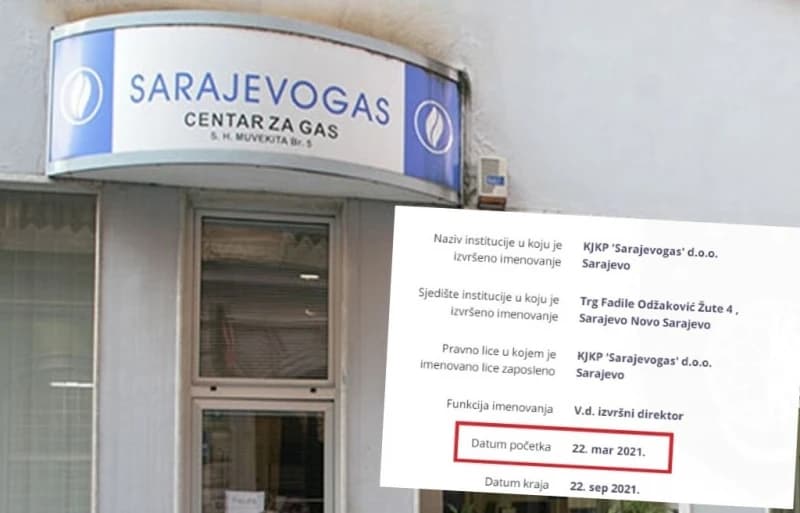 SARAJEVOGAS
CENTAR ZA GAS
S. H. MUVEKITA Br. 5
Naziv institucije u koju je
izvršeno imenovanje
KJKP 'Sarajevogas' d.o.o.
Sarajevo
Sjedište institucije u koju je
izvršeno imenovanje
Trg Fadile Odžaković Žute 4 ,
Sarajevo Novo Sarajevo
Pravno lice u kojem je
imenovano lice zaposleno
KJKP 'Sarajevogas' d.o.o.
Sarajevo
Funkcija imenovanja
V.d. izvršni direktor
Datum početka
22. mar 2021.
Datum kraja
22. sep 2021.